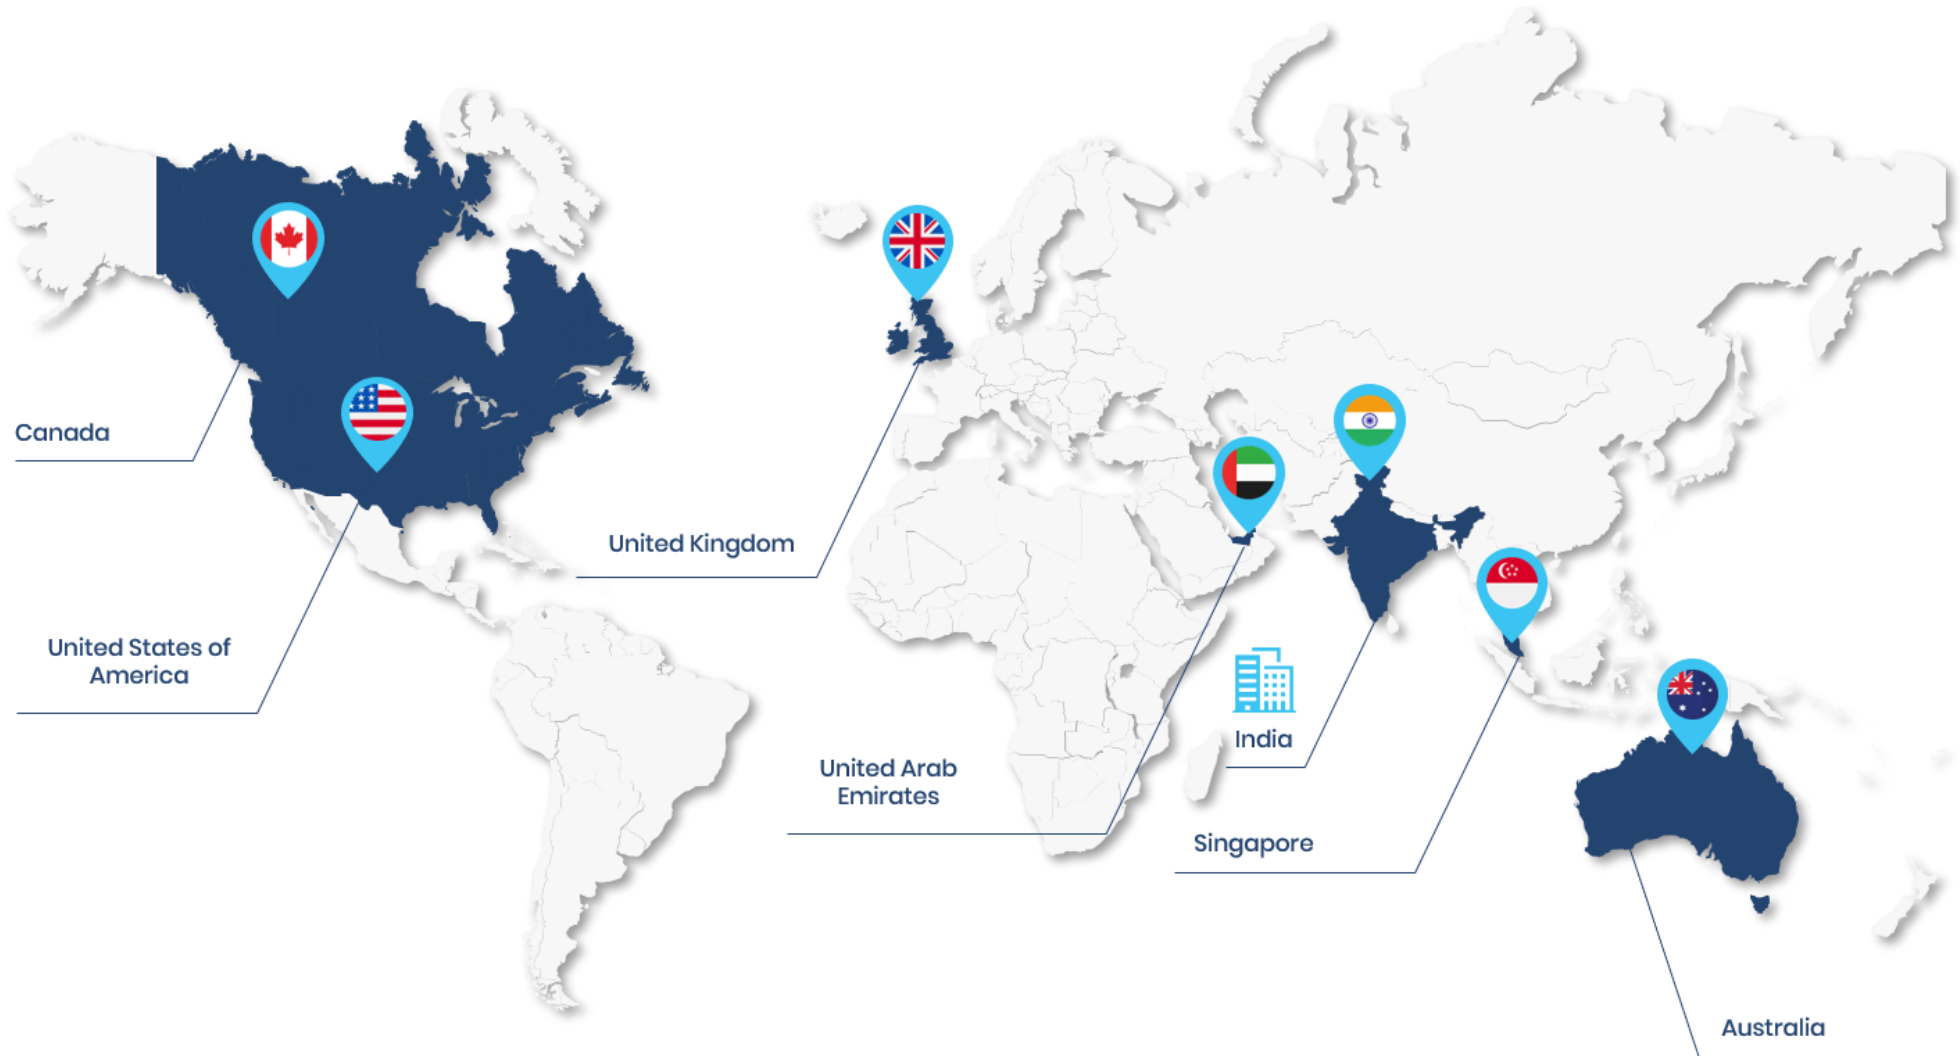 Canada
United Kingdom
United States of
America
India
United Arab
Emirates
Singapore
Australia